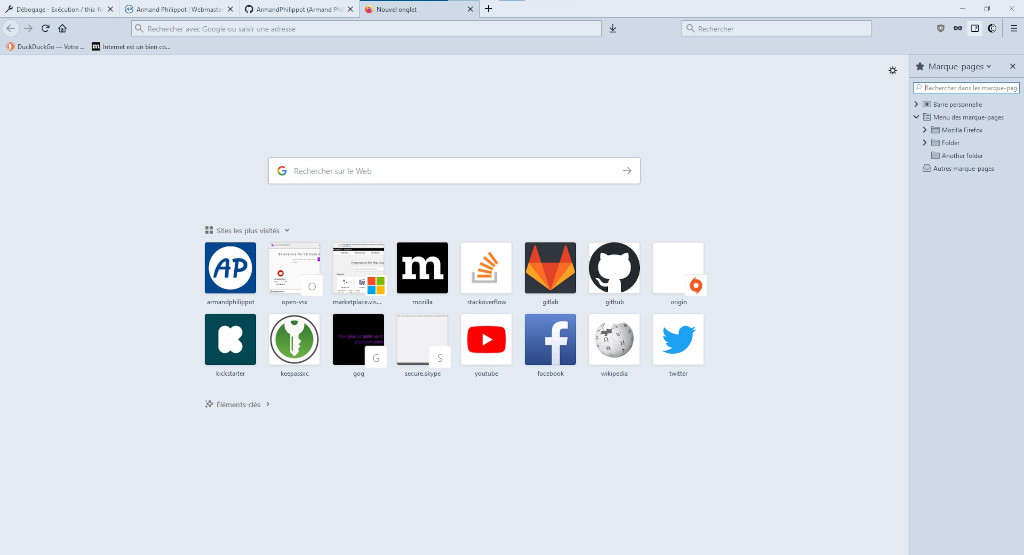 Débogage - Exécution / this fi
Armand Philippot | Webmaster
ArmandPhilippot (Armand Phi
Nouvel onglet
Rechercher avec Google ou saisir une adresse
Rechercher
DuckDuckGo — Votre ...
Internet est un bien co...
Marque-pages
Rechercher dans les marque-pag
Barre personnelle
Menu des marque-pages
Mozilla Firefox
Folder
Another folder
Autres marque-pages
Rechercher sur le Web
Sites les plus visités
AP
m
armandphilippot
open-vsx
marketplace.vis...
mozilla
stackoverflow
gitlab
github
origin
G
S
kickstarter
keepassxc
gog
secure.skype
youtube
facebook
wikipedia
twitter
Éléments-clés